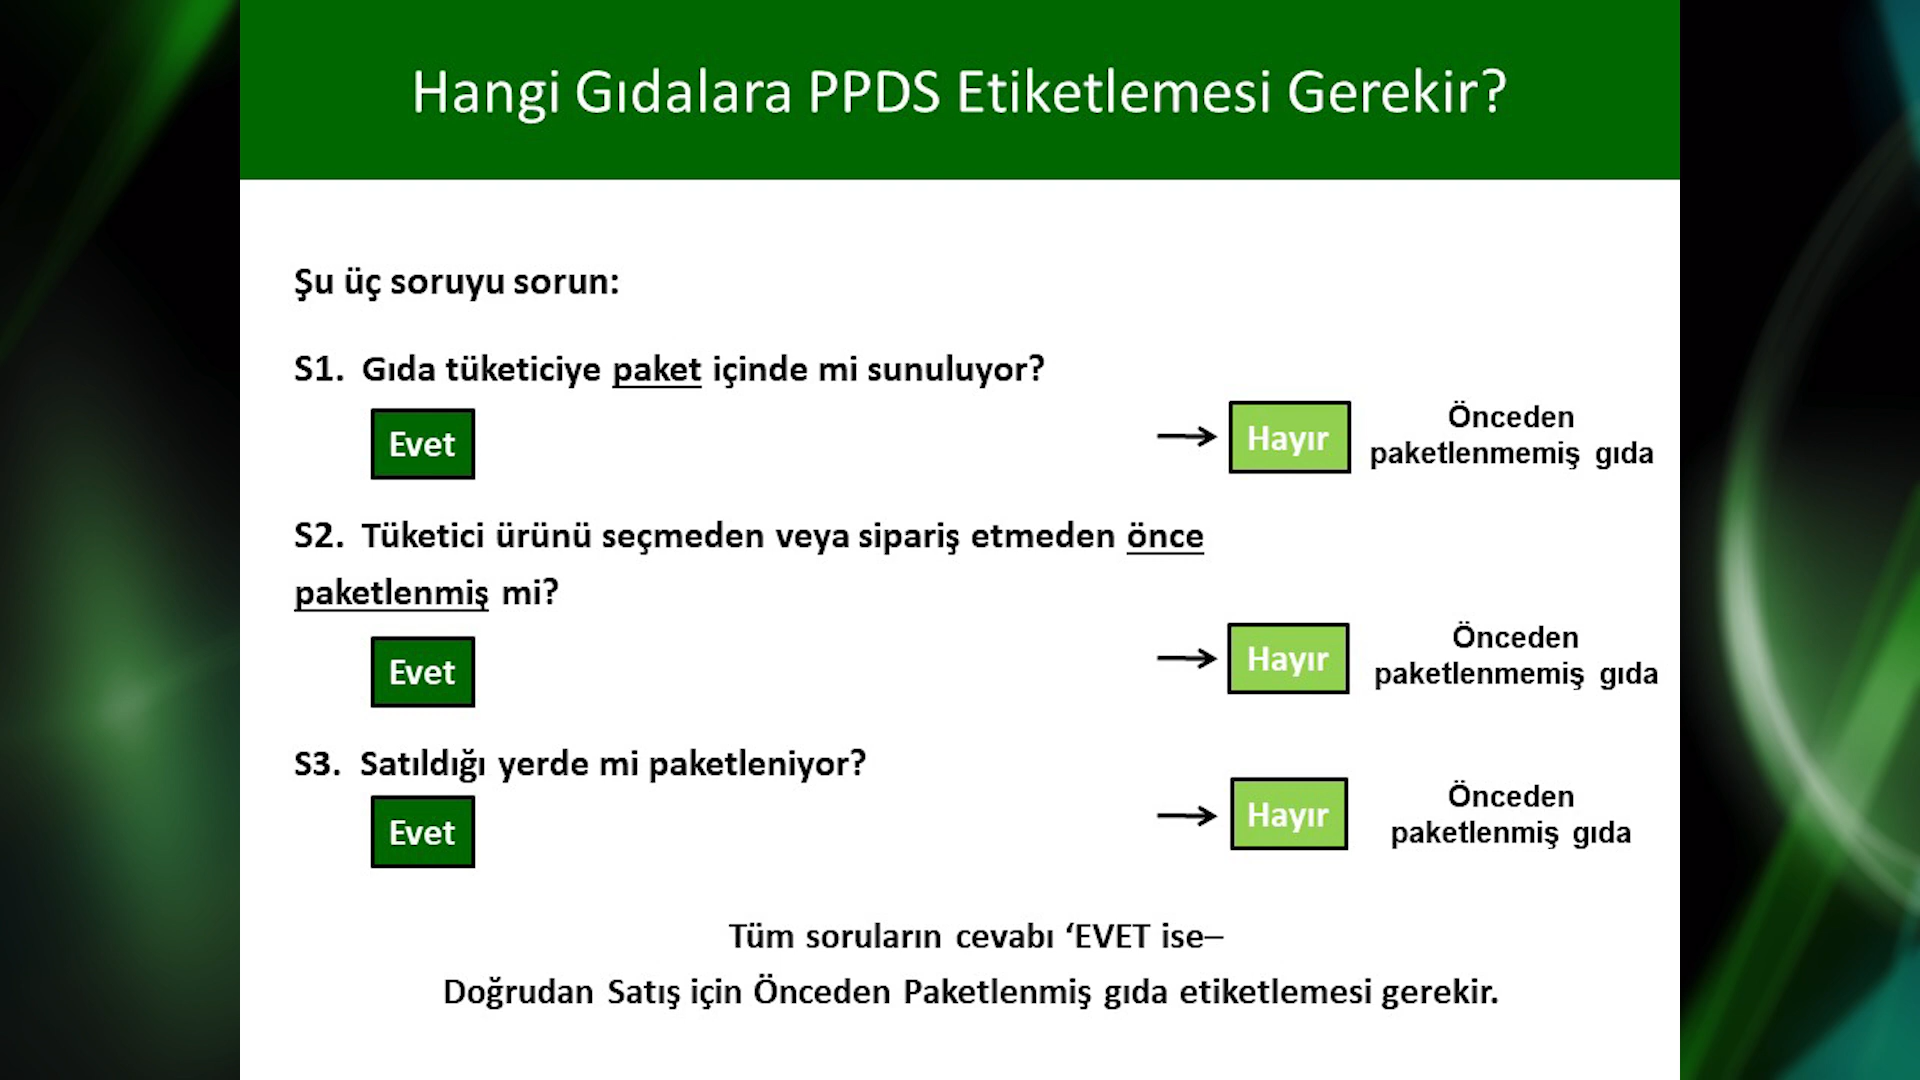 Hangi Gıdalara PPDS Etiketlemesi Gerekir?
Şu üç soruyu sorun:
S1. Gıda tüketiciye paket içinde mi sunuluyor?
Evet
Hayır
Önceden
paketlenmemiş gıda
S2. Tüketici ürünü seçmeden veya sipariş etmeden önce
paketlenmiş mi?
Evet
Hayır
Önceden
paketlenmemiş gıda
S3. Satıldığı yerde mi paketleniyor?
Evet
Hayır
Önceden
paketlenmiş gıda
Tüm soruların cevabı ‘EVET ise–
Doğrudan Satış için Önceden Paketlenmiş gıda etiketlemesi gerekir.